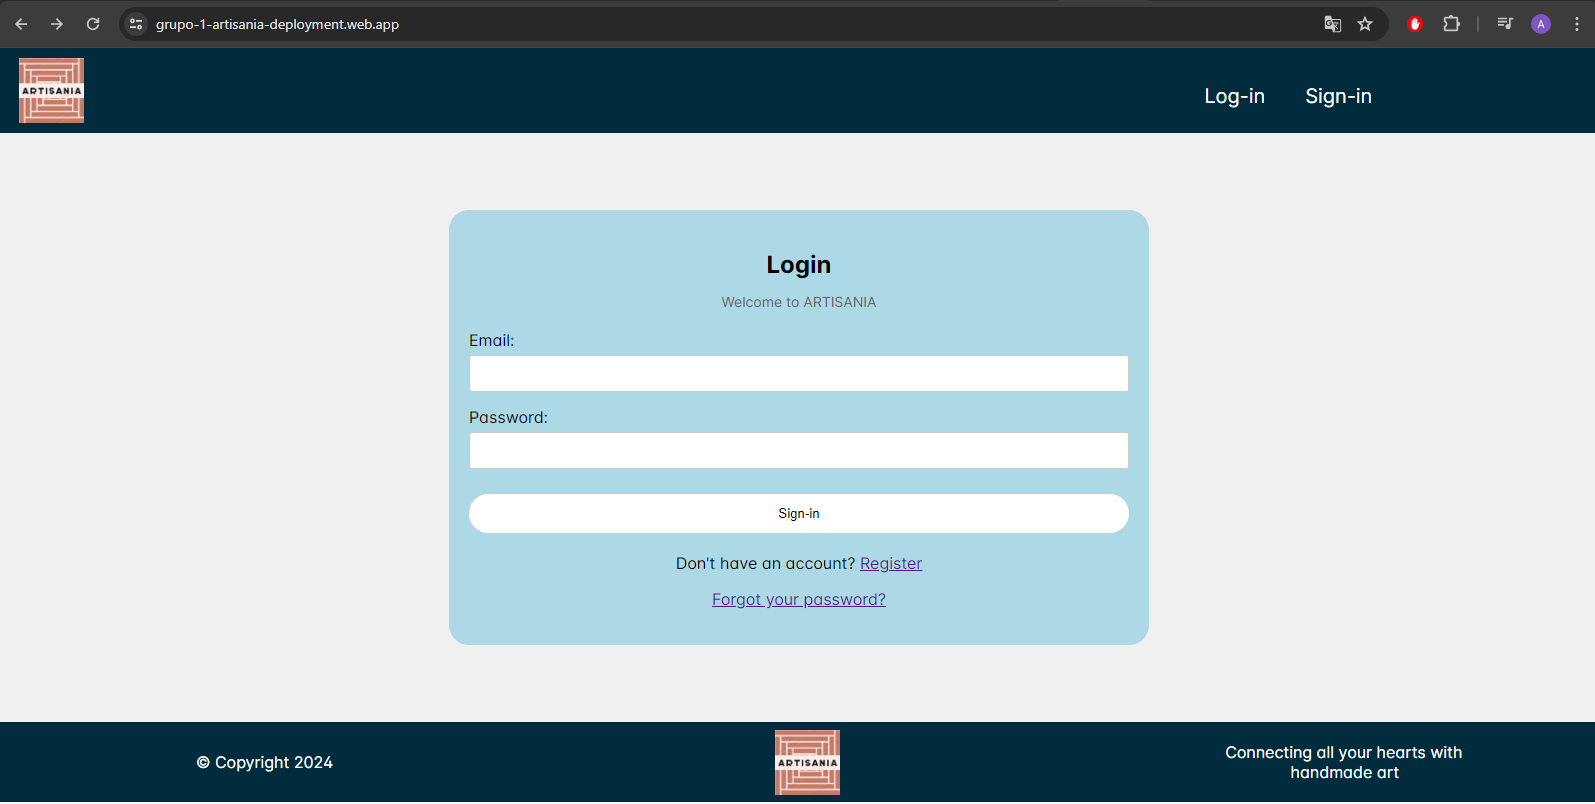 grupo-1-artisania-deployment.web.app
A
ARTISANIA
Log-in
Sign-in
Login
Welcome to ARTISANIA
Email:
Password:
Sign-in
Don't have an account? Register
Forgot your password?
© Copyright 2024
ARTISANIA
Connecting all your hearts with
handmade art